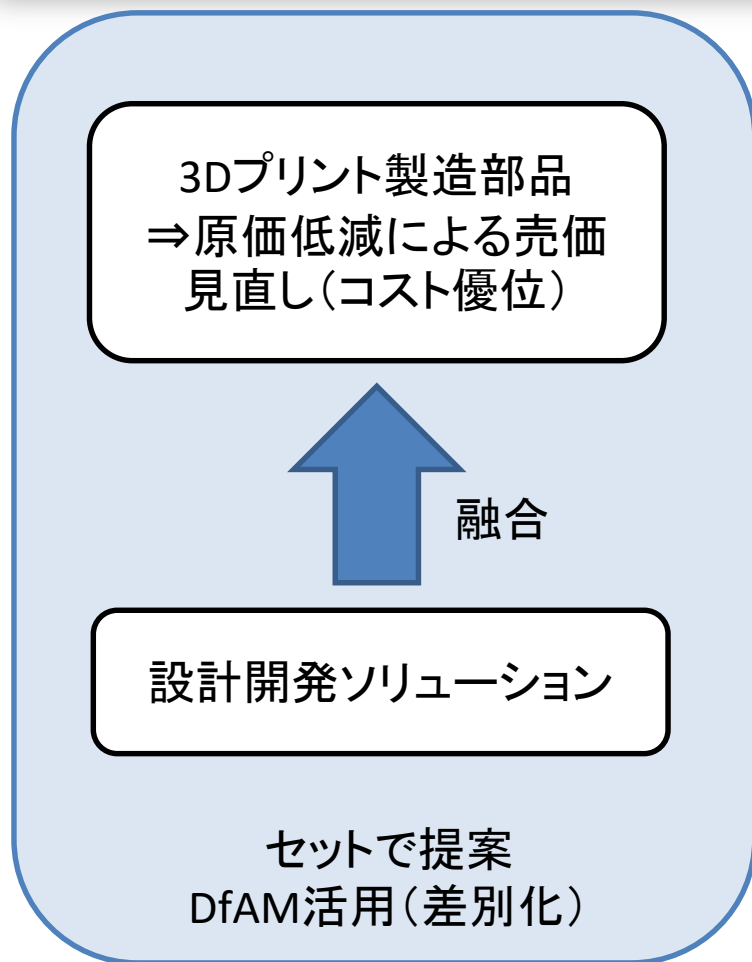 3Dプリント製造部品
⇒原価低減による売価
見直し（コスト優位）
融合
設計開発ソリューション
セットで提案
DfAM活用（差別化）